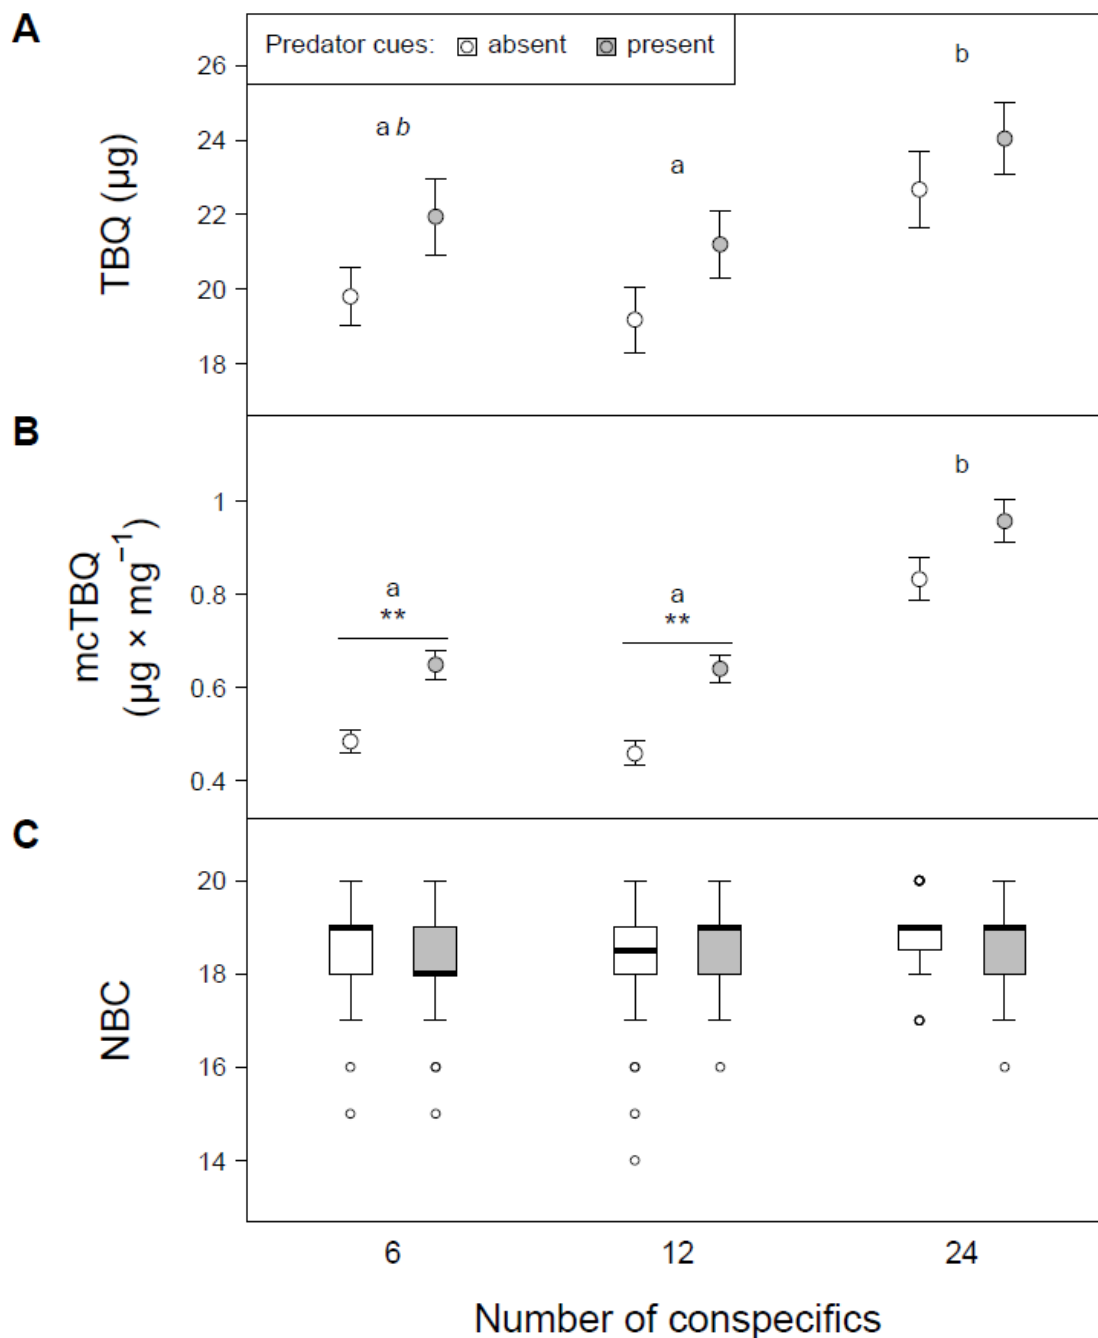 A
Predator cues: absent present
TBQ (µg)
26
24
22
20
18
a b
a
b
B
mcTBQ
(µg × mg⁻¹)
1
0.8
0.6
0.4
a
**
a
**
b
C
NBC
20
18
16
14
6 12 24
Number of conspecifics